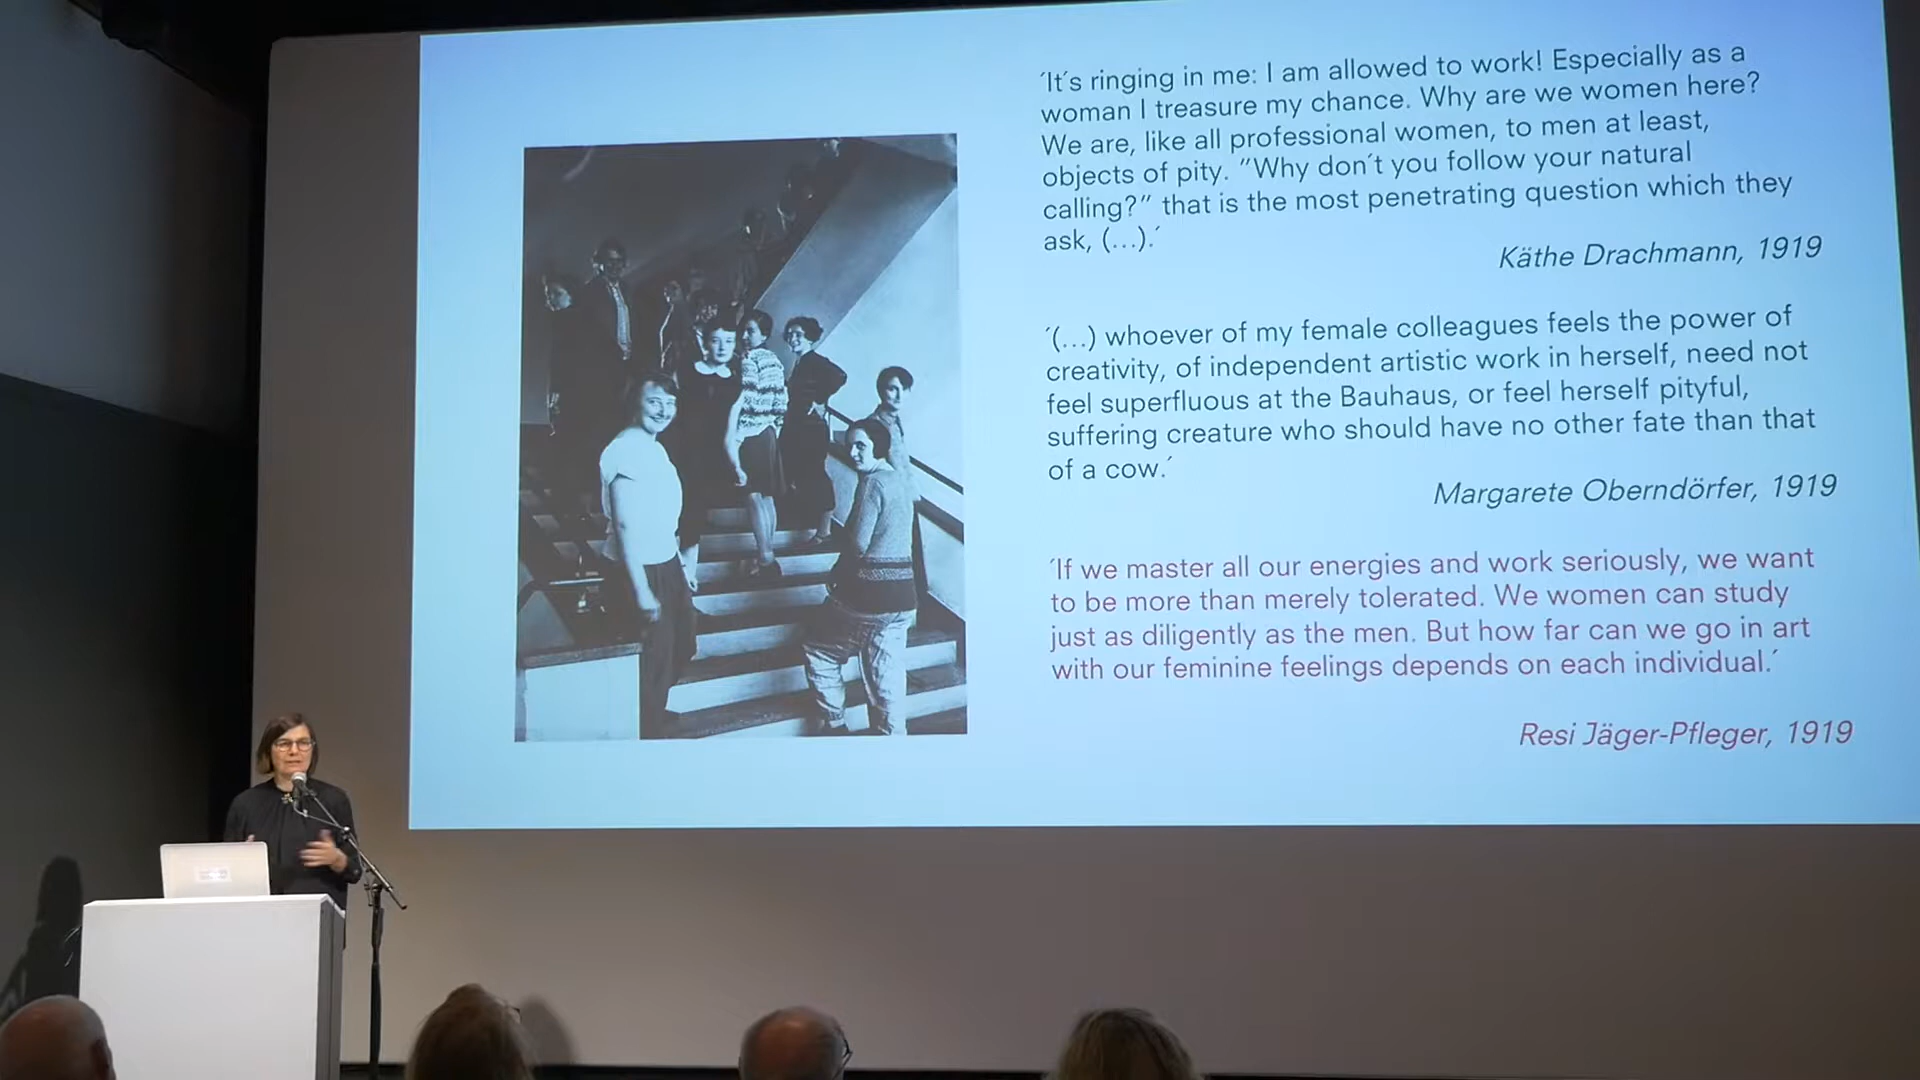 ´It´s ringing in me: I am allowed to work! Especially as a
woman I treasure my chance. Why are we women here?
We are, like all professional women, to men at least,
objects of pity. ”Why don´t you follow your natural
calling?” that is the most penetrating question which they
ask, (...).´
Käthe Drachmann, 1919
´(...) whoever of my female colleagues feels the power of
creativity, of independent artistic work in herself, need not
feel superfluous at the Bauhaus, or feel herself pityful,
suffering creature who should have no other fate than that
of a cow.´
Margarete Oberndörfer, 1919
´If we master all our energies and work seriously, we want
to be more than merely tolerated. We women can study
just as diligently as the men. But how far can we go in art
with our feminine feelings depends on each individual.´
Resi Jäger-Pfleger, 1919